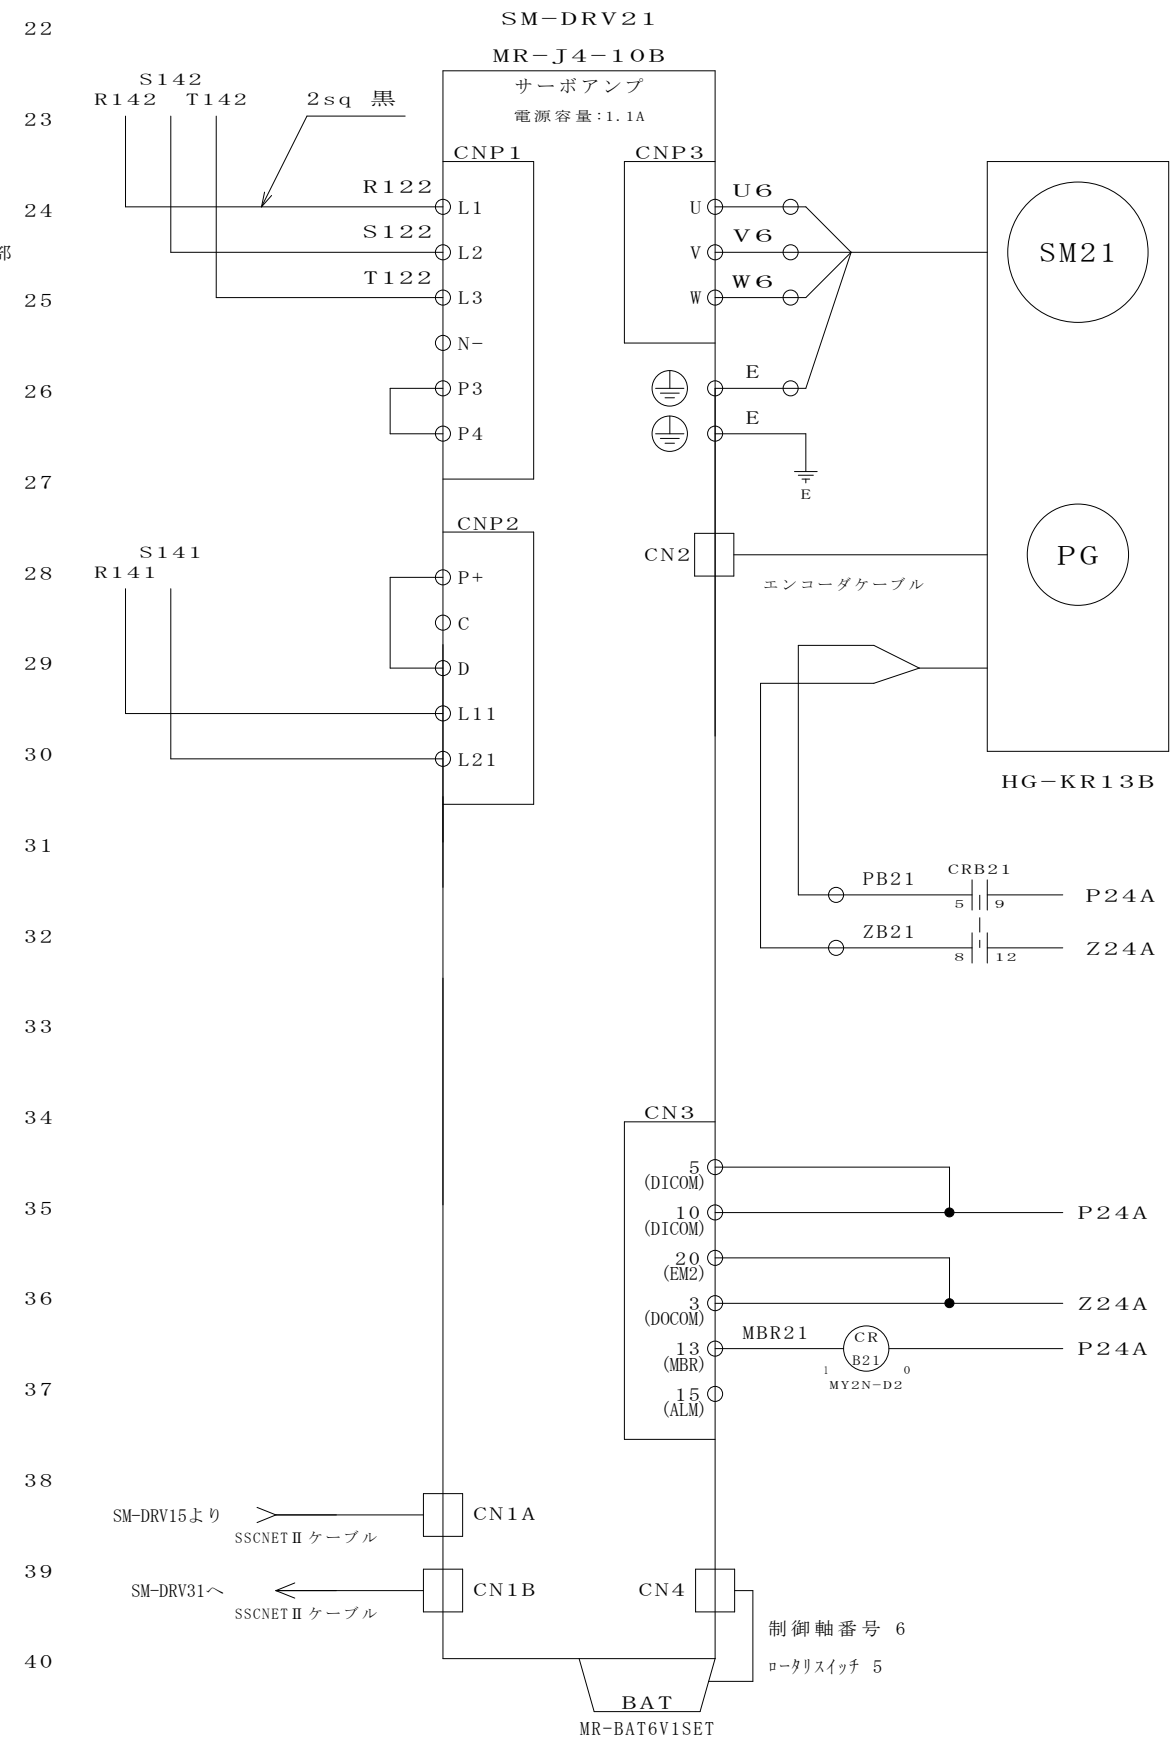 22
SM-DRV21
MR-J4-10B
サーボアンプ
電源容量:1.1A
S142
R142 T142
2sq 黒
23
CNP1
CNP3
R122
L1
U
U6
24
S122
L2
V
V6
SM21
部
T122
L3
W
W6
25
N-
26
P3
E
P4
E
27
E
CNP2
S141
R141
28
P+
CN2
エンコーダケーブル
PG
C
29
D
L11
30
L21
HG-KR13B
31
PB21
CRB21
5 9
P24A
32
ZB21
8 12
Z24A
33
34
CN3
5
(DICOM)
35
10
(DICOM)
P24A
20
(EM2)
36
3
(DOCOM)
Z24A
13
(MBR)
MBR21
CR
B21
1 0
MY2N-D2
P24A
37
15
(ALM)
38
SM-DRV15より
SSCNETⅡケーブル
CN1A
39
SM-DRV31へ
SSCNETⅡケーブル
CN1B
CN4
制御軸番号 6
40
ロータリスイッチ 5
BAT
MR-BAT6V1SET